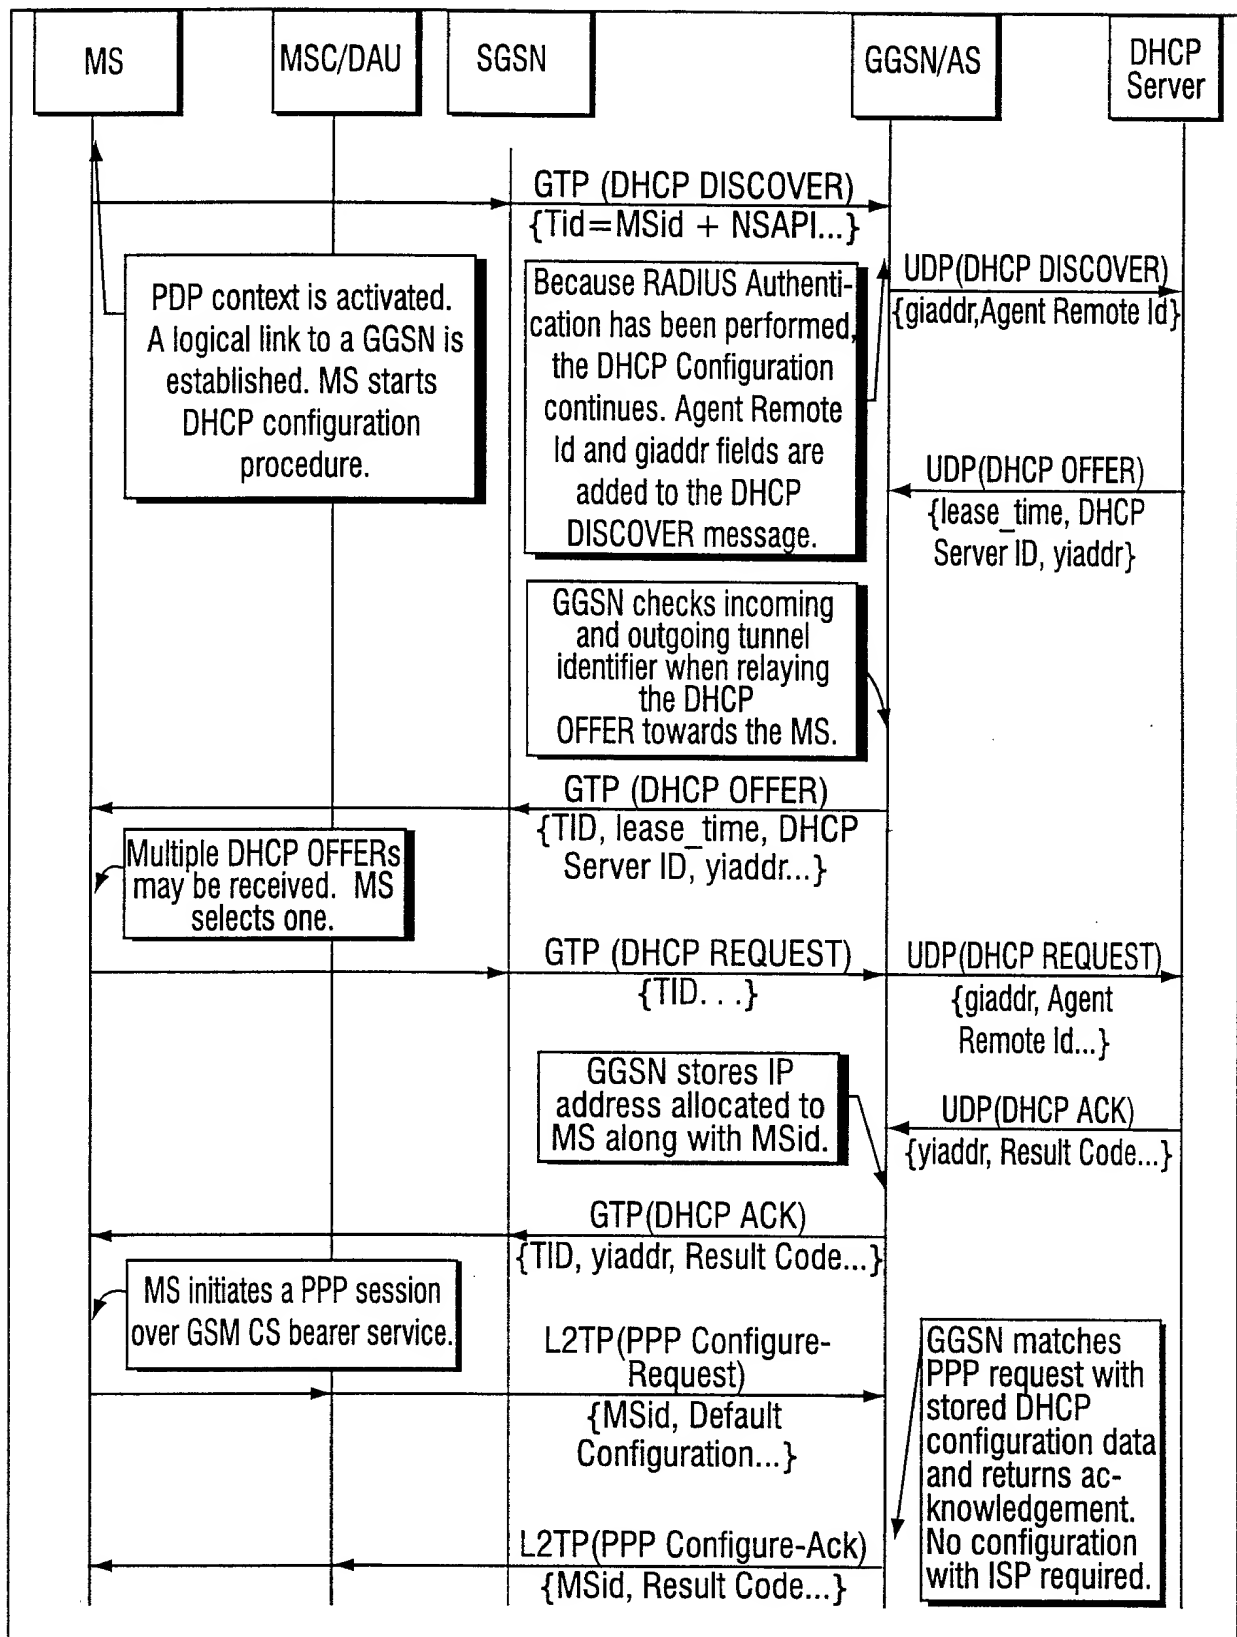 MS
MSC/DAU
SGSN
GGSN/AS
DHCP
Server
GTP (DHCP DISCOVER)
{Tid=MSid + NSAPI...}
PDP context is activated.
A logical link to a GGSN is
established. MS starts
DHCP configuration
procedure.
Because RADIUS Authenti-
cation has been performed,
the DHCP Configuration
continues. Agent Remote
Id and giaddr fields are
added to the DHCP
DISCOVER message.
UDP(DHCP DISCOVER)
{giaddr,Agent Remote Id}
UDP(DHCP OFFER)
{lease_time, DHCP
Server ID, yiaddr}
GGSN checks incoming
and outgoing tunnel
identifier when relaying
the DHCP
OFFER towards the MS.
GTP (DHCP OFFER)
{TID, lease_time, DHCP
Server ID, yiaddr...}
Multiple DHCP OFFERs
may be received. MS
selects one.
GTP (DHCP REQUEST)
{TID. . .}
UDP(DHCP REQUEST)
{giaddr, Agent
Remote Id...}
GGSN stores IP
address allocated to
MS along with MSid.
UDP(DHCP ACK)
{yiaddr, Result Code...}
GTP(DHCP ACK)
{TID, yiaddr, Result Code...}
MS initiates a PPP session
over GSM CS bearer service.
L2TP(PPP Configure-
Request)
{MSid, Default
Configuration...}
GGSN matches
PPP request with
stored DHCP
configuration data
and returns ac-
knowledgement.
No configuration
with ISP required.
L2TP(PPP Configure-Ack)
{MSid, Result Code...}